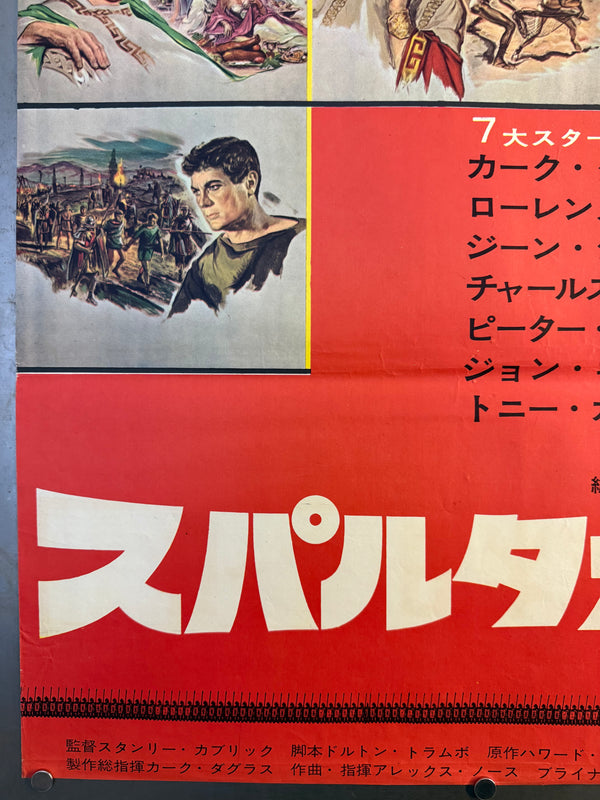 7大スター
カーク・
ローレン
ジーン・
チャールス
ピーター・
ジョン・
トニー・カ
スパルタ
監督スタンリー・カブリック 脚本ドルトン・トラムボ 原作ハワード・
製作総指揮カーク・ダグラス 作曲・指揮アレックス・ノース ブライナ